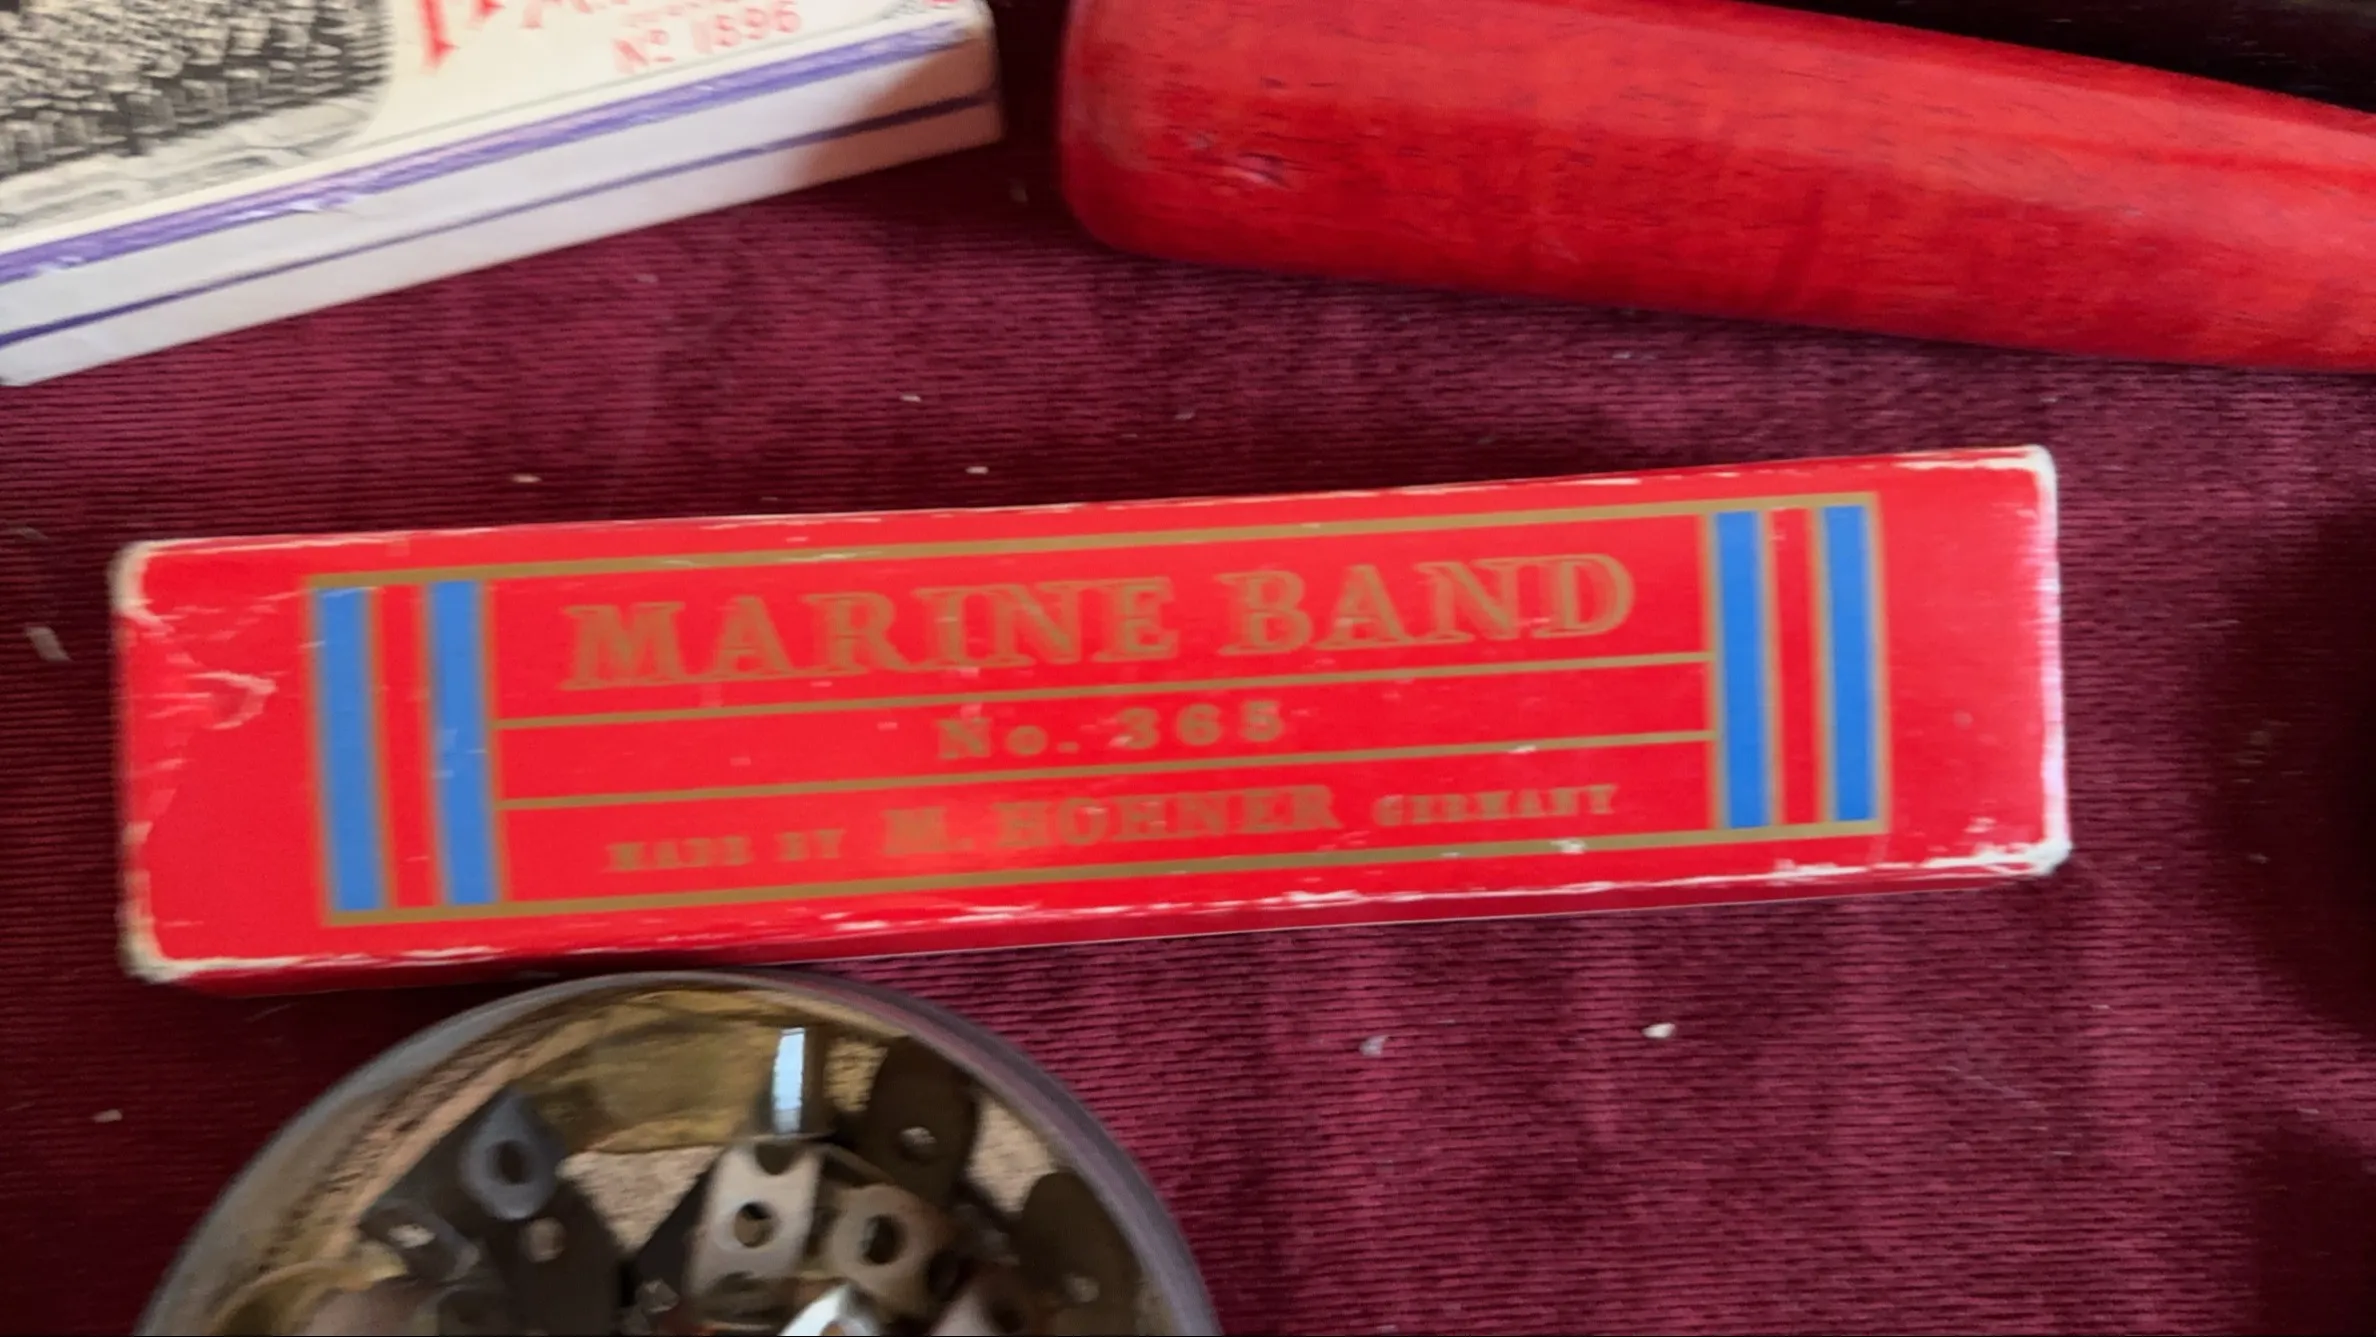 No 1896
MARINE BAND
No. 365
MADE BY M. HOHNER GERMANY